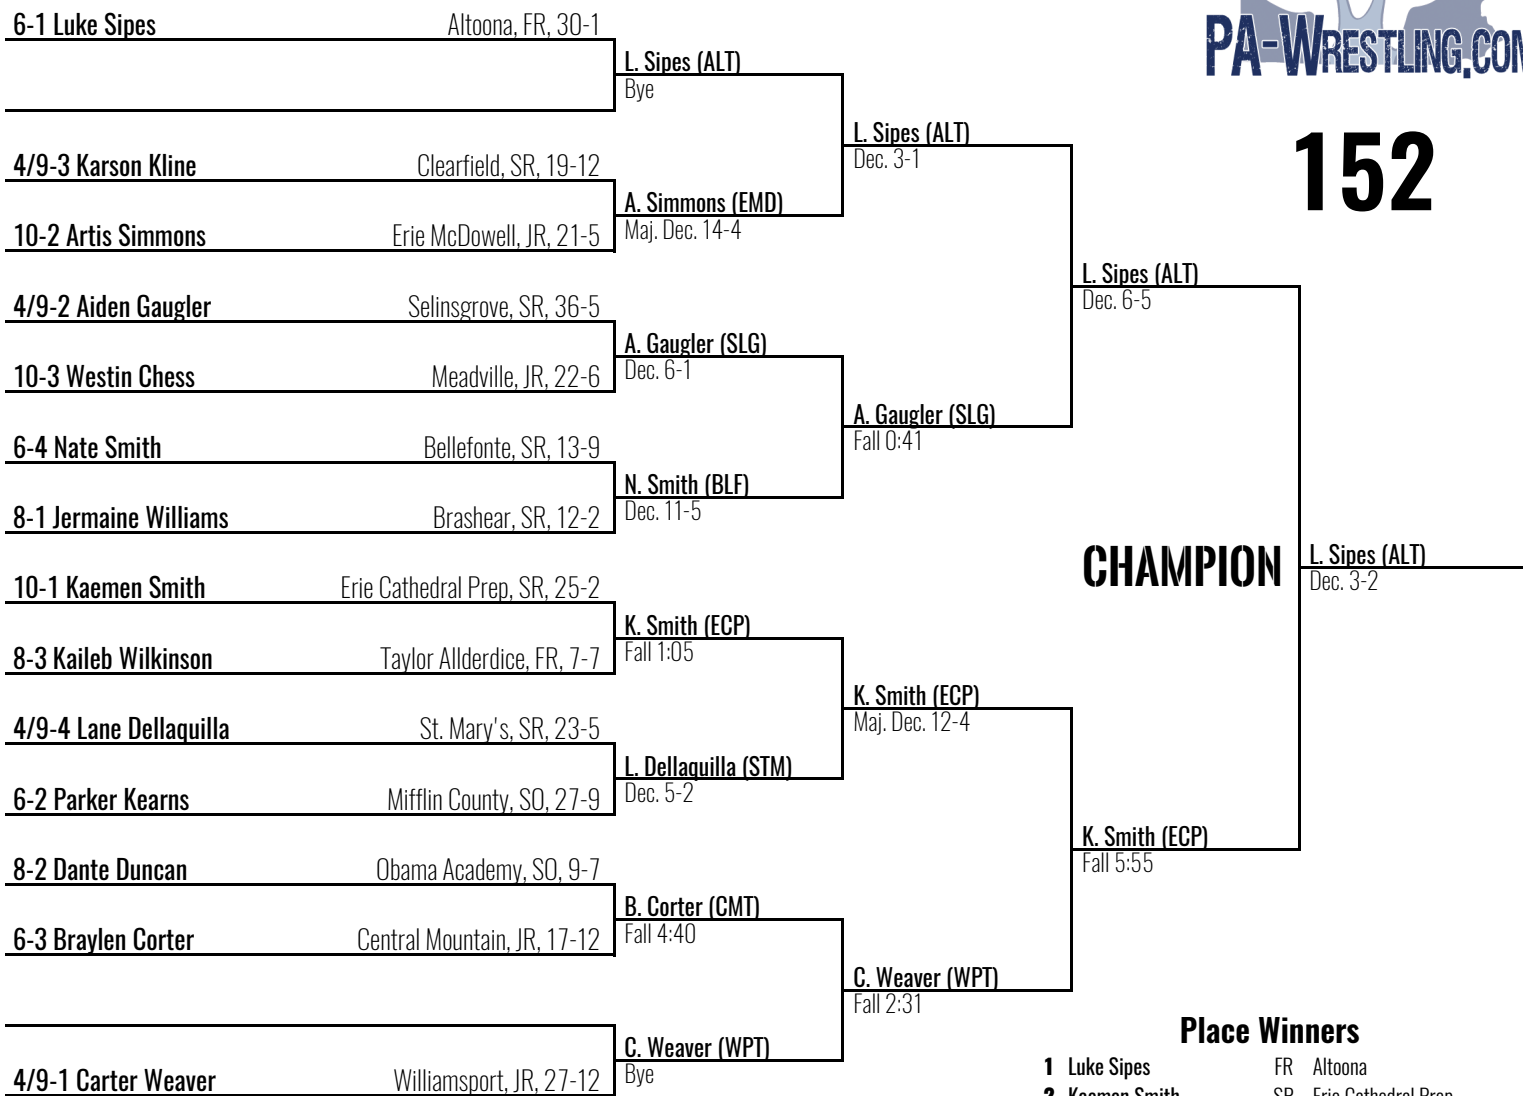 PA-WRESTLING.COM
152
6-1 Luke Sipes Altoona, FR, 30-1
4/9-3 Karson Kline Clearfield, SR, 19-12
10-2 Artis Simmons Erie McDowell, JR, 21-5
4/9-2 Aiden Gaugler Selinsgrove, SR, 36-5
10-3 Westin Chess Meadville, JR, 22-6
6-4 Nate Smith Bellefonte, SR, 13-9
8-1 Jermaine Williams Brashear, SR, 12-2
10-1 Kaemen Smith Erie Cathedral Prep, SR, 25-2
8-3 Kaileb Wilkinson Taylor Allderdice, FR, 7-7
4/9-4 Lane Dellaquilla St. Mary's, SR, 23-5
6-2 Parker Kearns Mifflin County, SO, 27-9
8-2 Dante Duncan Obama Academy, SO, 9-7
6-3 Braylen Corter Central Mountain, JR, 17-12
4/9-1 Carter Weaver Williamsport, JR, 27-12
L. Sipes (ALT)
Bye
A. Simmons (EMD)
Maj. Dec. 14-4
A. Gaugler (SLG)
Dec. 6-1
N. Smith (BLF)
Dec. 11-5
K. Smith (ECP)
Fall 1:05
L. Dellaquilla (STM)
Dec. 5-2
B. Corter (CMT)
Fall 4:40
C. Weaver (WPT)
Bye
L. Sipes (ALT)
Dec. 3-1
A. Gaugler (SLG)
Fall 0:41
K. Smith (ECP)
Maj. Dec. 12-4
C. Weaver (WPT)
Fall 2:31
L. Sipes (ALT)
Dec. 6-5
K. Smith (ECP)
Fall 5:55
CHAMPION
L. Sipes (ALT)
Dec. 3-2
Place Winners
1 Luke Sipes FR Altoona
2 Kaemen Smith SR Erie Cathedral Prep